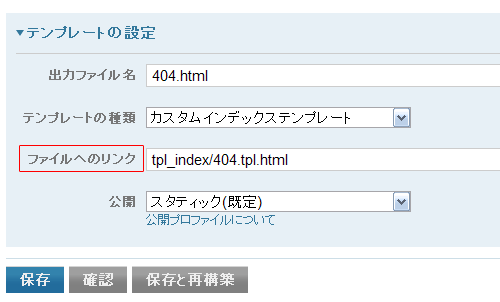 ▼テンプレートの設定
出力ファイル名 404.html
テンプレートの種類 カスタムインデックステンプレート
ファイルへのリンク tpl_index/404.tpl.html
公開 スタティック(既定)
公開プロファイルについて
保存 確認 保存と再構築